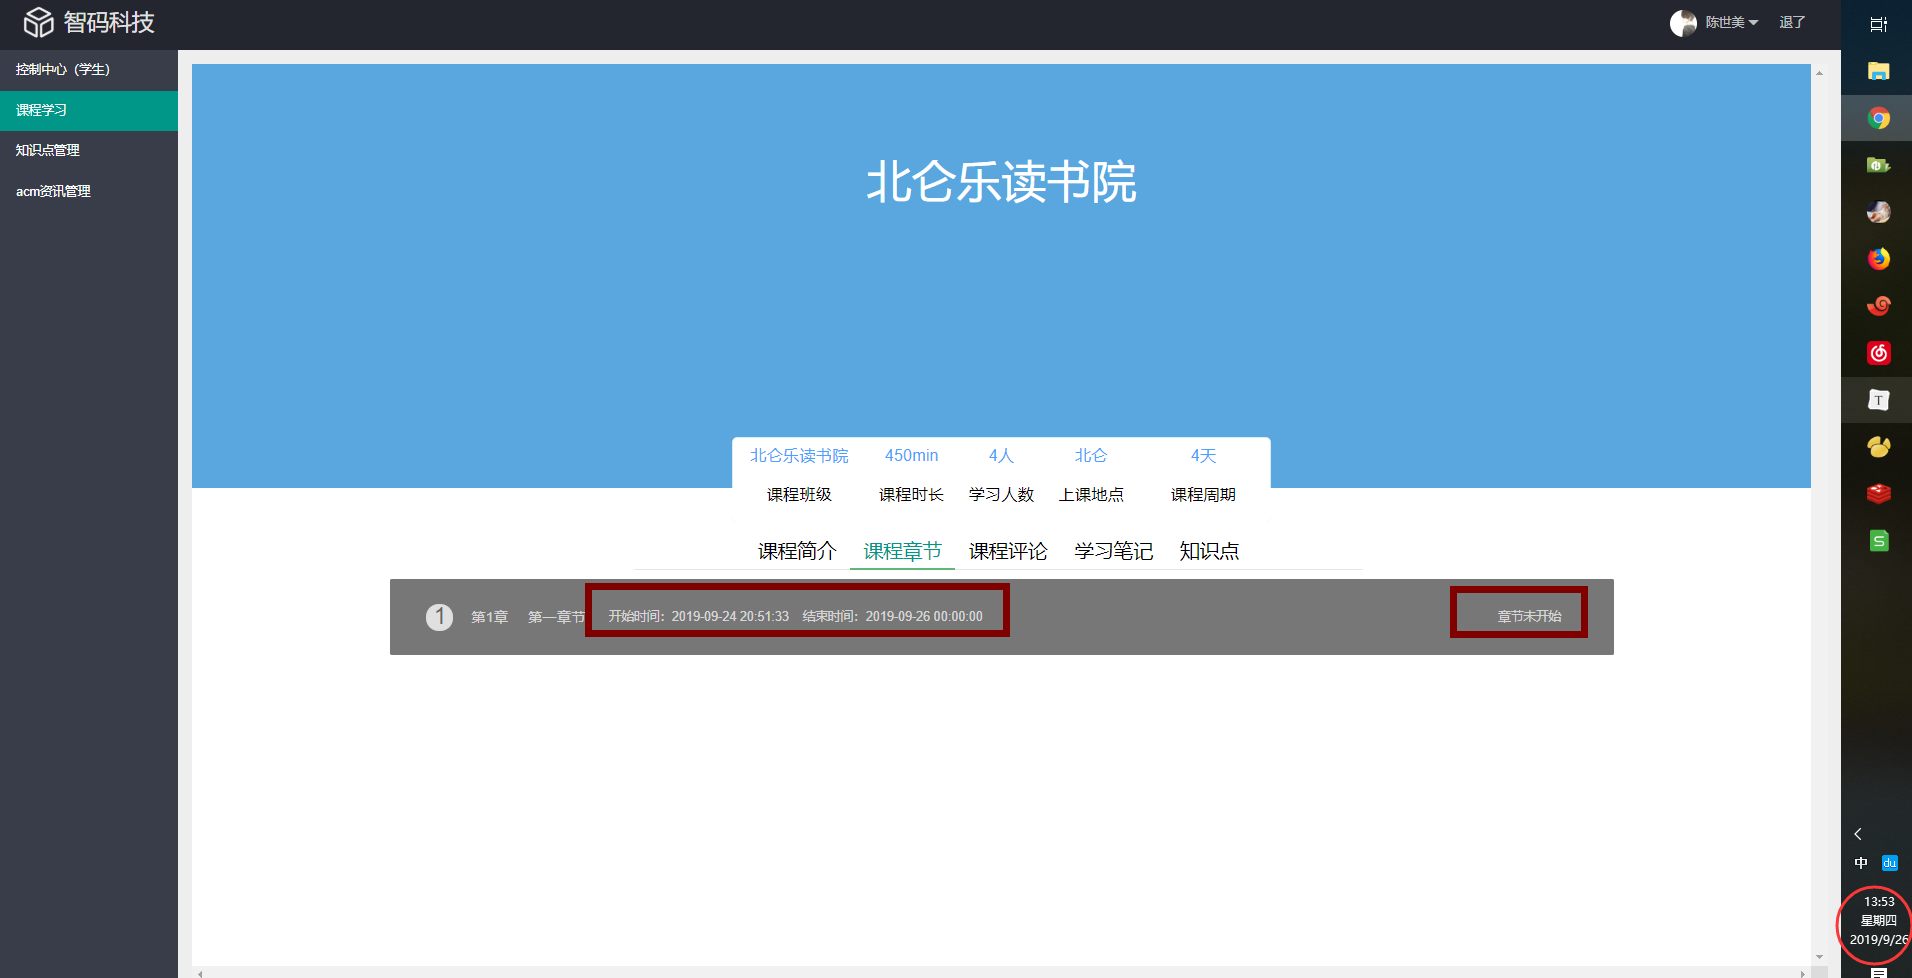 智码科技
陈世美
退了
控制中心（学生）
课程学习
知识点管理
acm资讯管理
北仑乐读书院
北仑乐读书院 450min 4人 北仑 4天
课程班级 课程时长 学习人数 上课地点 课程周期
课程简介 课程章节 课程评论 学习笔记 知识点
1 第1章 第一章节 开始时间：2019-09-24 20:51:33 结束时间：2019-09-26 00:00:00 章节未开始
T
S
中 du
13:53
星期四
2019/9/26